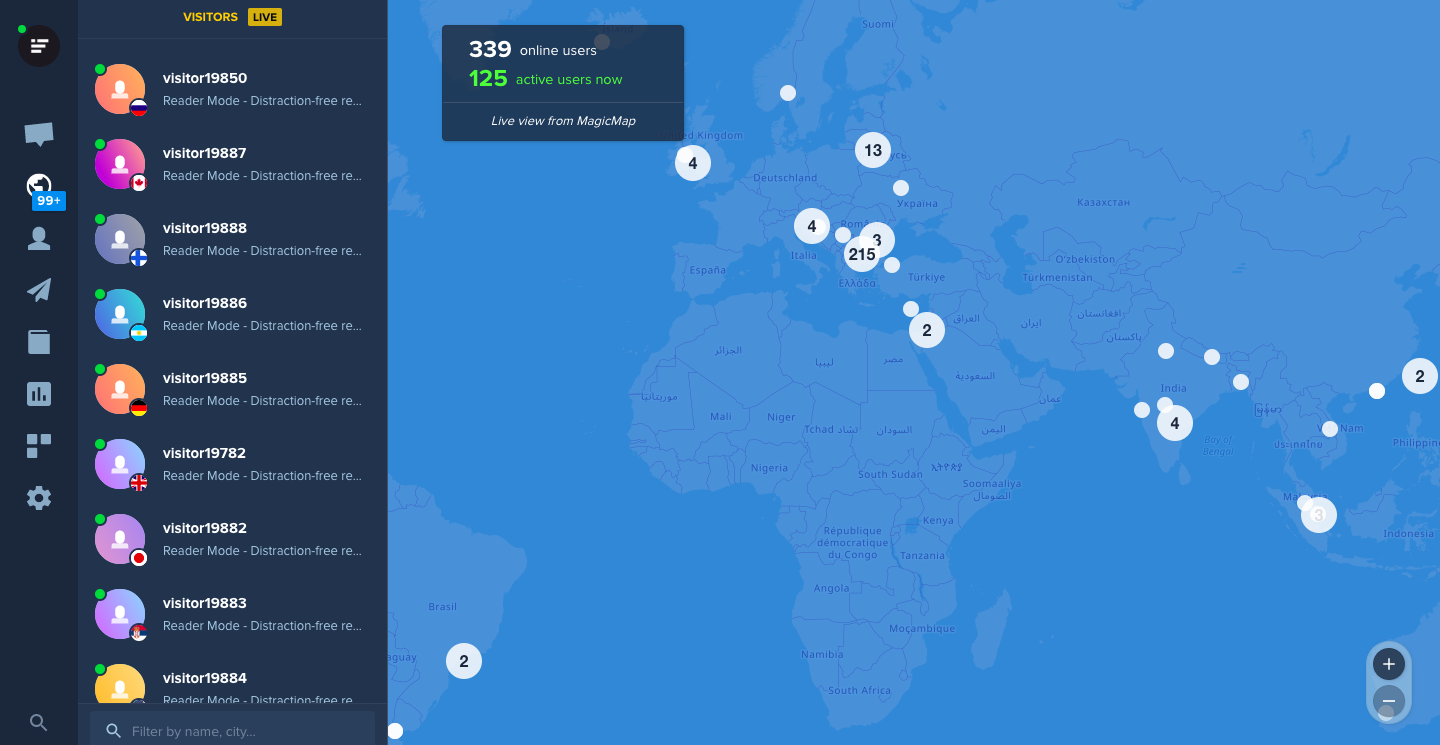 VISITORS LIVE
99+
visitor19850
Reader Mode - Distraction-free re...
visitor19887
Reader Mode - Distraction-free re...
visitor19888
Reader Mode - Distraction-free re...
visitor19886
Reader Mode - Distraction-free re...
visitor19885
Reader Mode - Distraction-free re...
visitor19782
Reader Mode - Distraction-free re...
visitor19882
Reader Mode - Distraction-free re...
visitor19883
Reader Mode - Distraction-free re...
visitor19884
Reader Mode - Distraction-free re
Filter by name, city...
339 online users
125 active users now
Live view from MagicMap
Suomi
Kingdom
4
13
Deutschland
Україна
Казахстан
4
3
215
Italia
España
Ελλάδα
Türkiye
Oʻzbekiston
Türkmenistan
افغانستان
ایران
العراق
پاکستان
2
الجزائر
ليبيا
مصر
السعودية
عمان
اليمن
موريتانيا
Mali
Niger
Tchad تشاد
السودان
India
4
2
Bay of
Bengal
ประเทศไทย
Nam
Philippin
Nigeria
South Sudan
Soomaaliya
الصومال
Kenya
République
démocratique
du Congo
Tanzania
3
Indonesia
Angola
Brasil
Moçambique
Namibia
aguay
2
South Africa
+
−